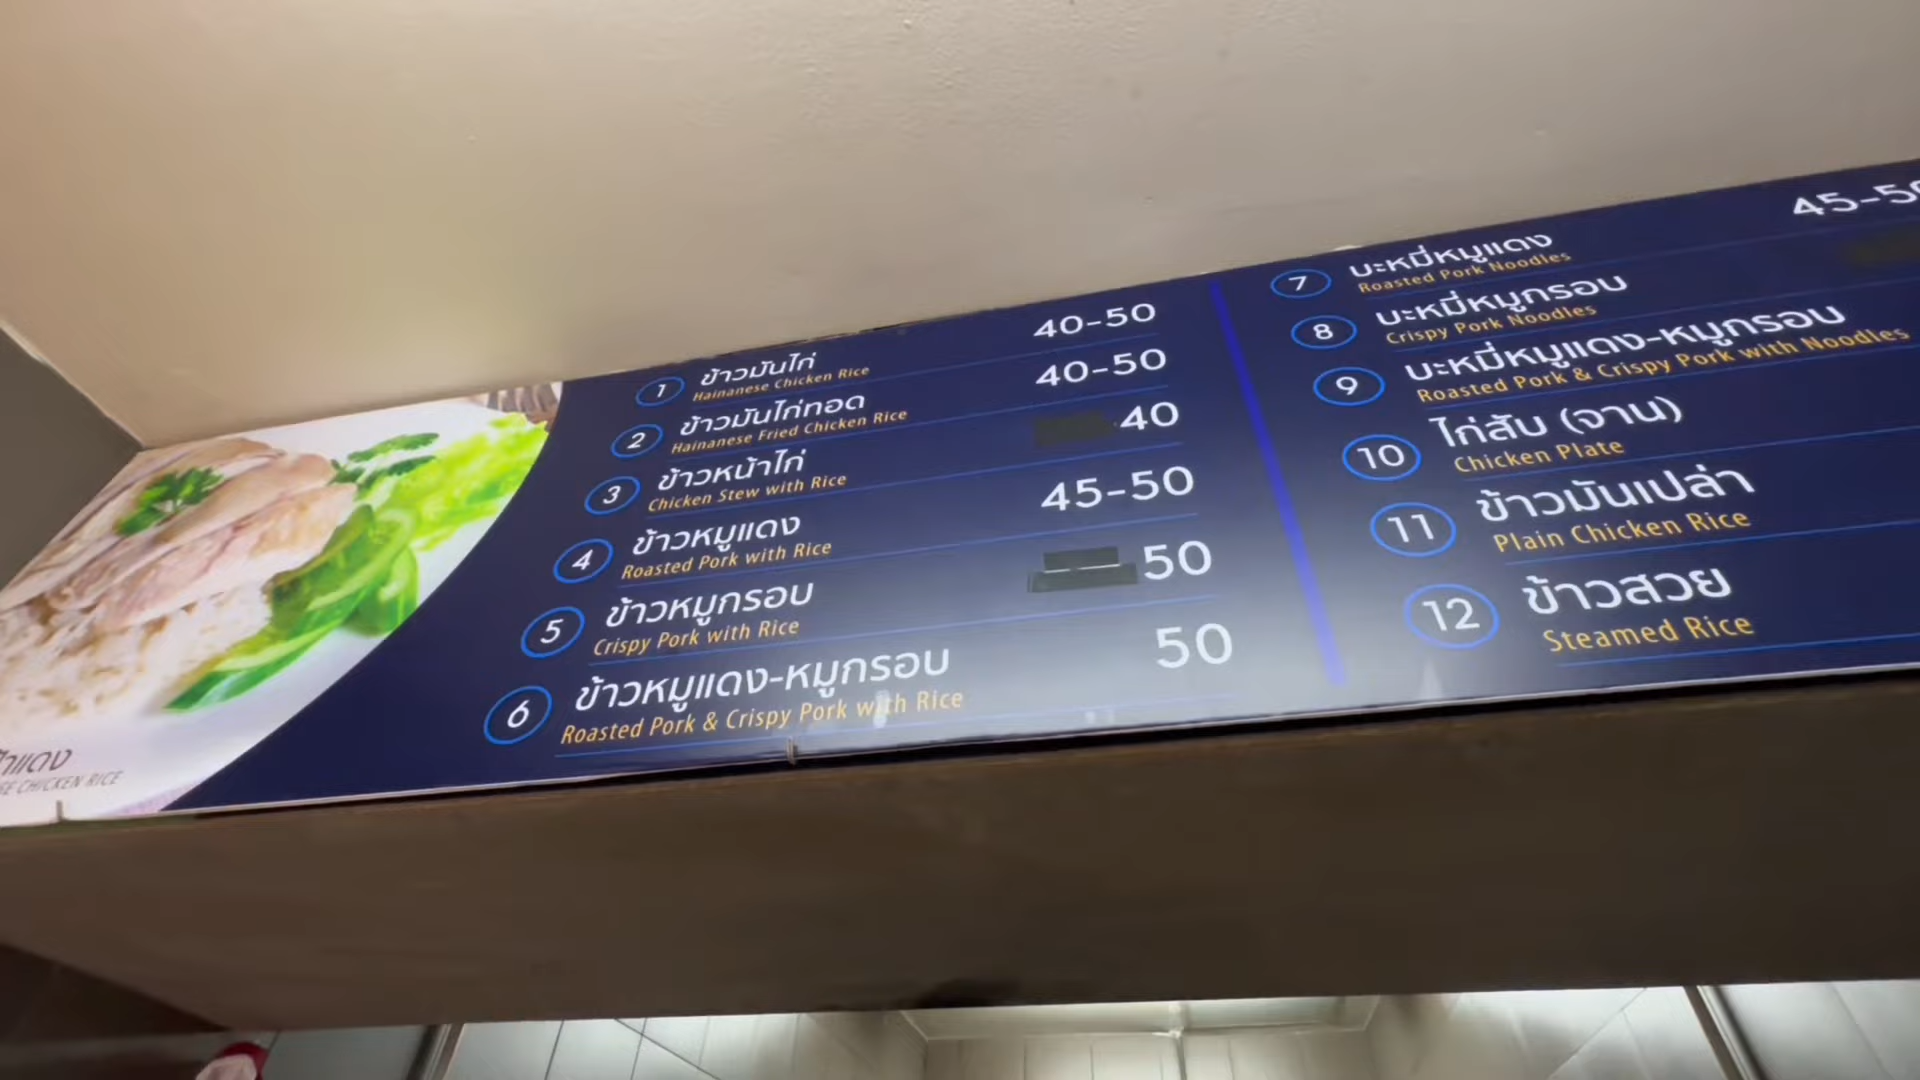 1 ข้าวมันไก่ 40-50
Hainanese Chicken Rice
2 ข้าวมันไก่ทอด 40-50
Hainanese Fried Chicken Rice
3 ข้าวหน้าไก่ 40
Chicken Stew with Rice
4 ข้าวหมูแดง 45-50
Roasted Pork with Rice
5 ข้าวหมูกรอบ 50
Crispy Pork with Rice
6 ข้าวหมูแดง-หมูกรอบ 50
Roasted Pork & Crispy Pork with Rice
7 บะหมี่หมูแดง 45-50
Roasted Pork Noodles
8 บะหมี่หมูกรอบ
Crispy Pork Noodles
9 บะหมี่หมูแดง-หมูกรอบ
Roasted Pork & Crispy Pork with Noodles
10 ไก่สับ (จาน)
Chicken Plate
11 ข้าวมันเปล่า
Plain Chicken Rice
12 ข้าวสวย
Steamed Rice
CHICKEN RICE